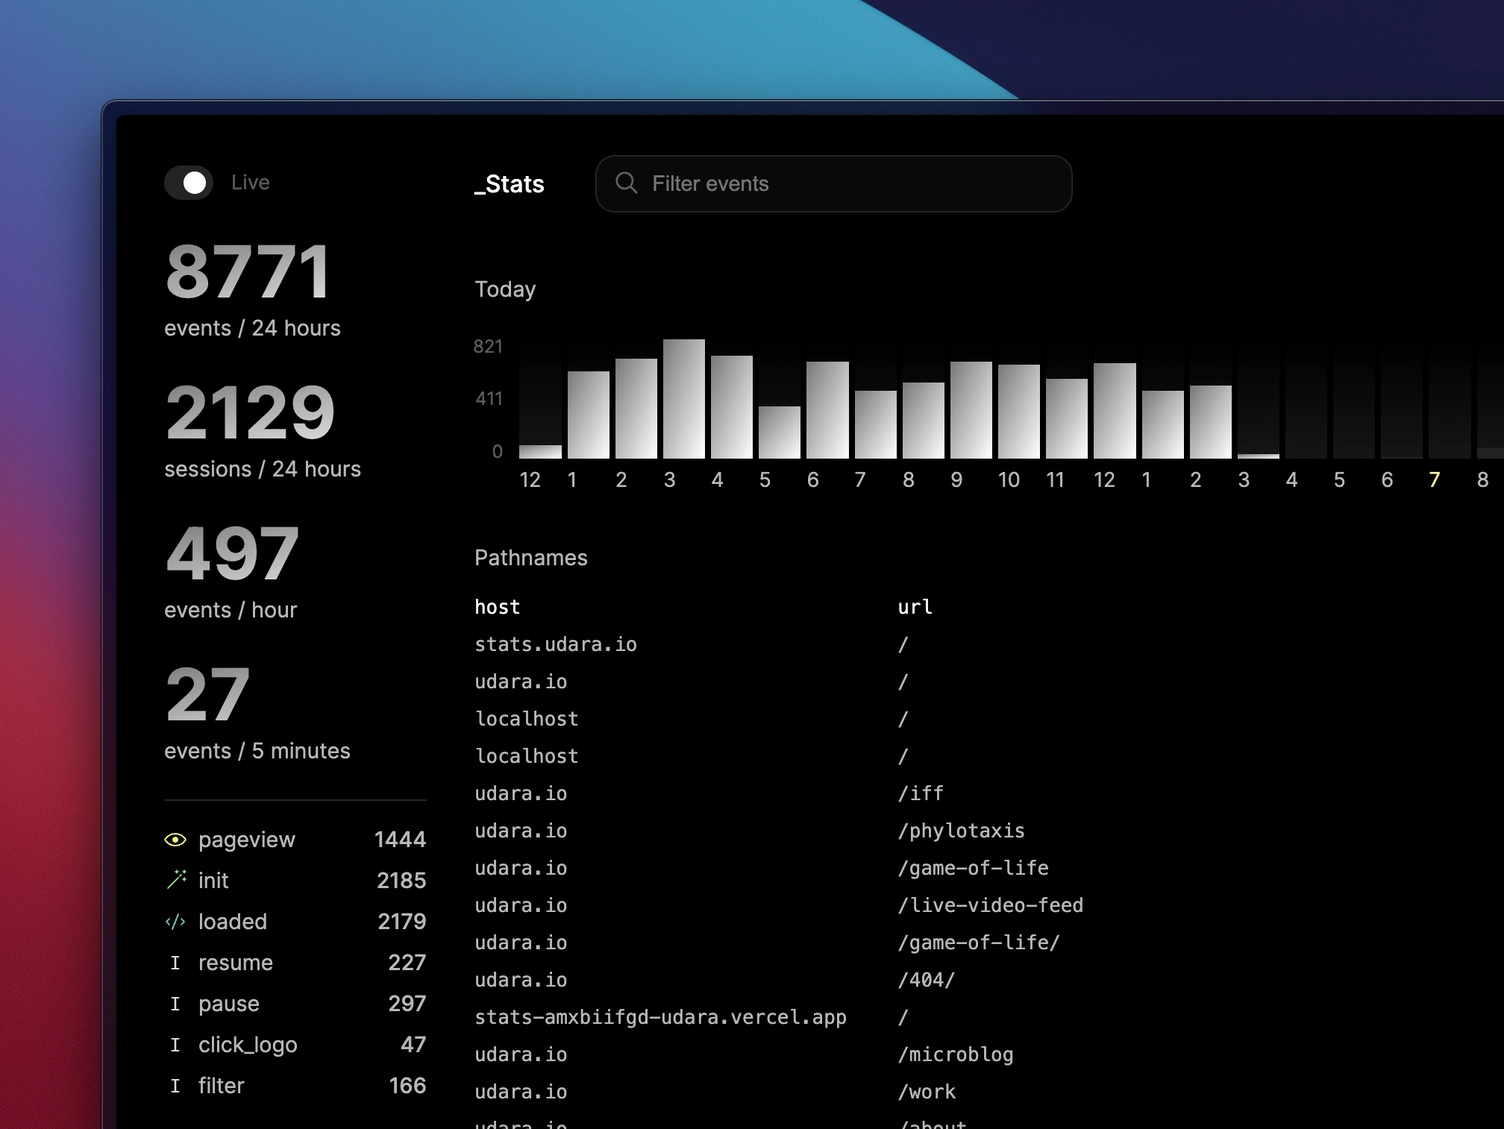 Live
_Stats
Filter events
8771
events / 24 hours
2129
sessions / 24 hours
497
events / hour
27
events / 5 minutes
pageview 1444
init 2185
loaded 2179
resume 227
pause 297
click_logo 47
filter 166
Today
821
411
0
12 1 2 3 4 5 6 7 8 9 10 11 12 1 2 3 4 5 6 7 8
Pathnames
host url
stats.udara.io /
udara.io /
localhost /
localhost /
udara.io /iff
udara.io /phylotaxis
udara.io /game-of-life
udara.io /live-video-feed
udara.io /game-of-life/
udara.io /404/
stats-amxbiifgd-udara.vercel.app /
udara.io /microblog
udara.io /work
udara.io /about